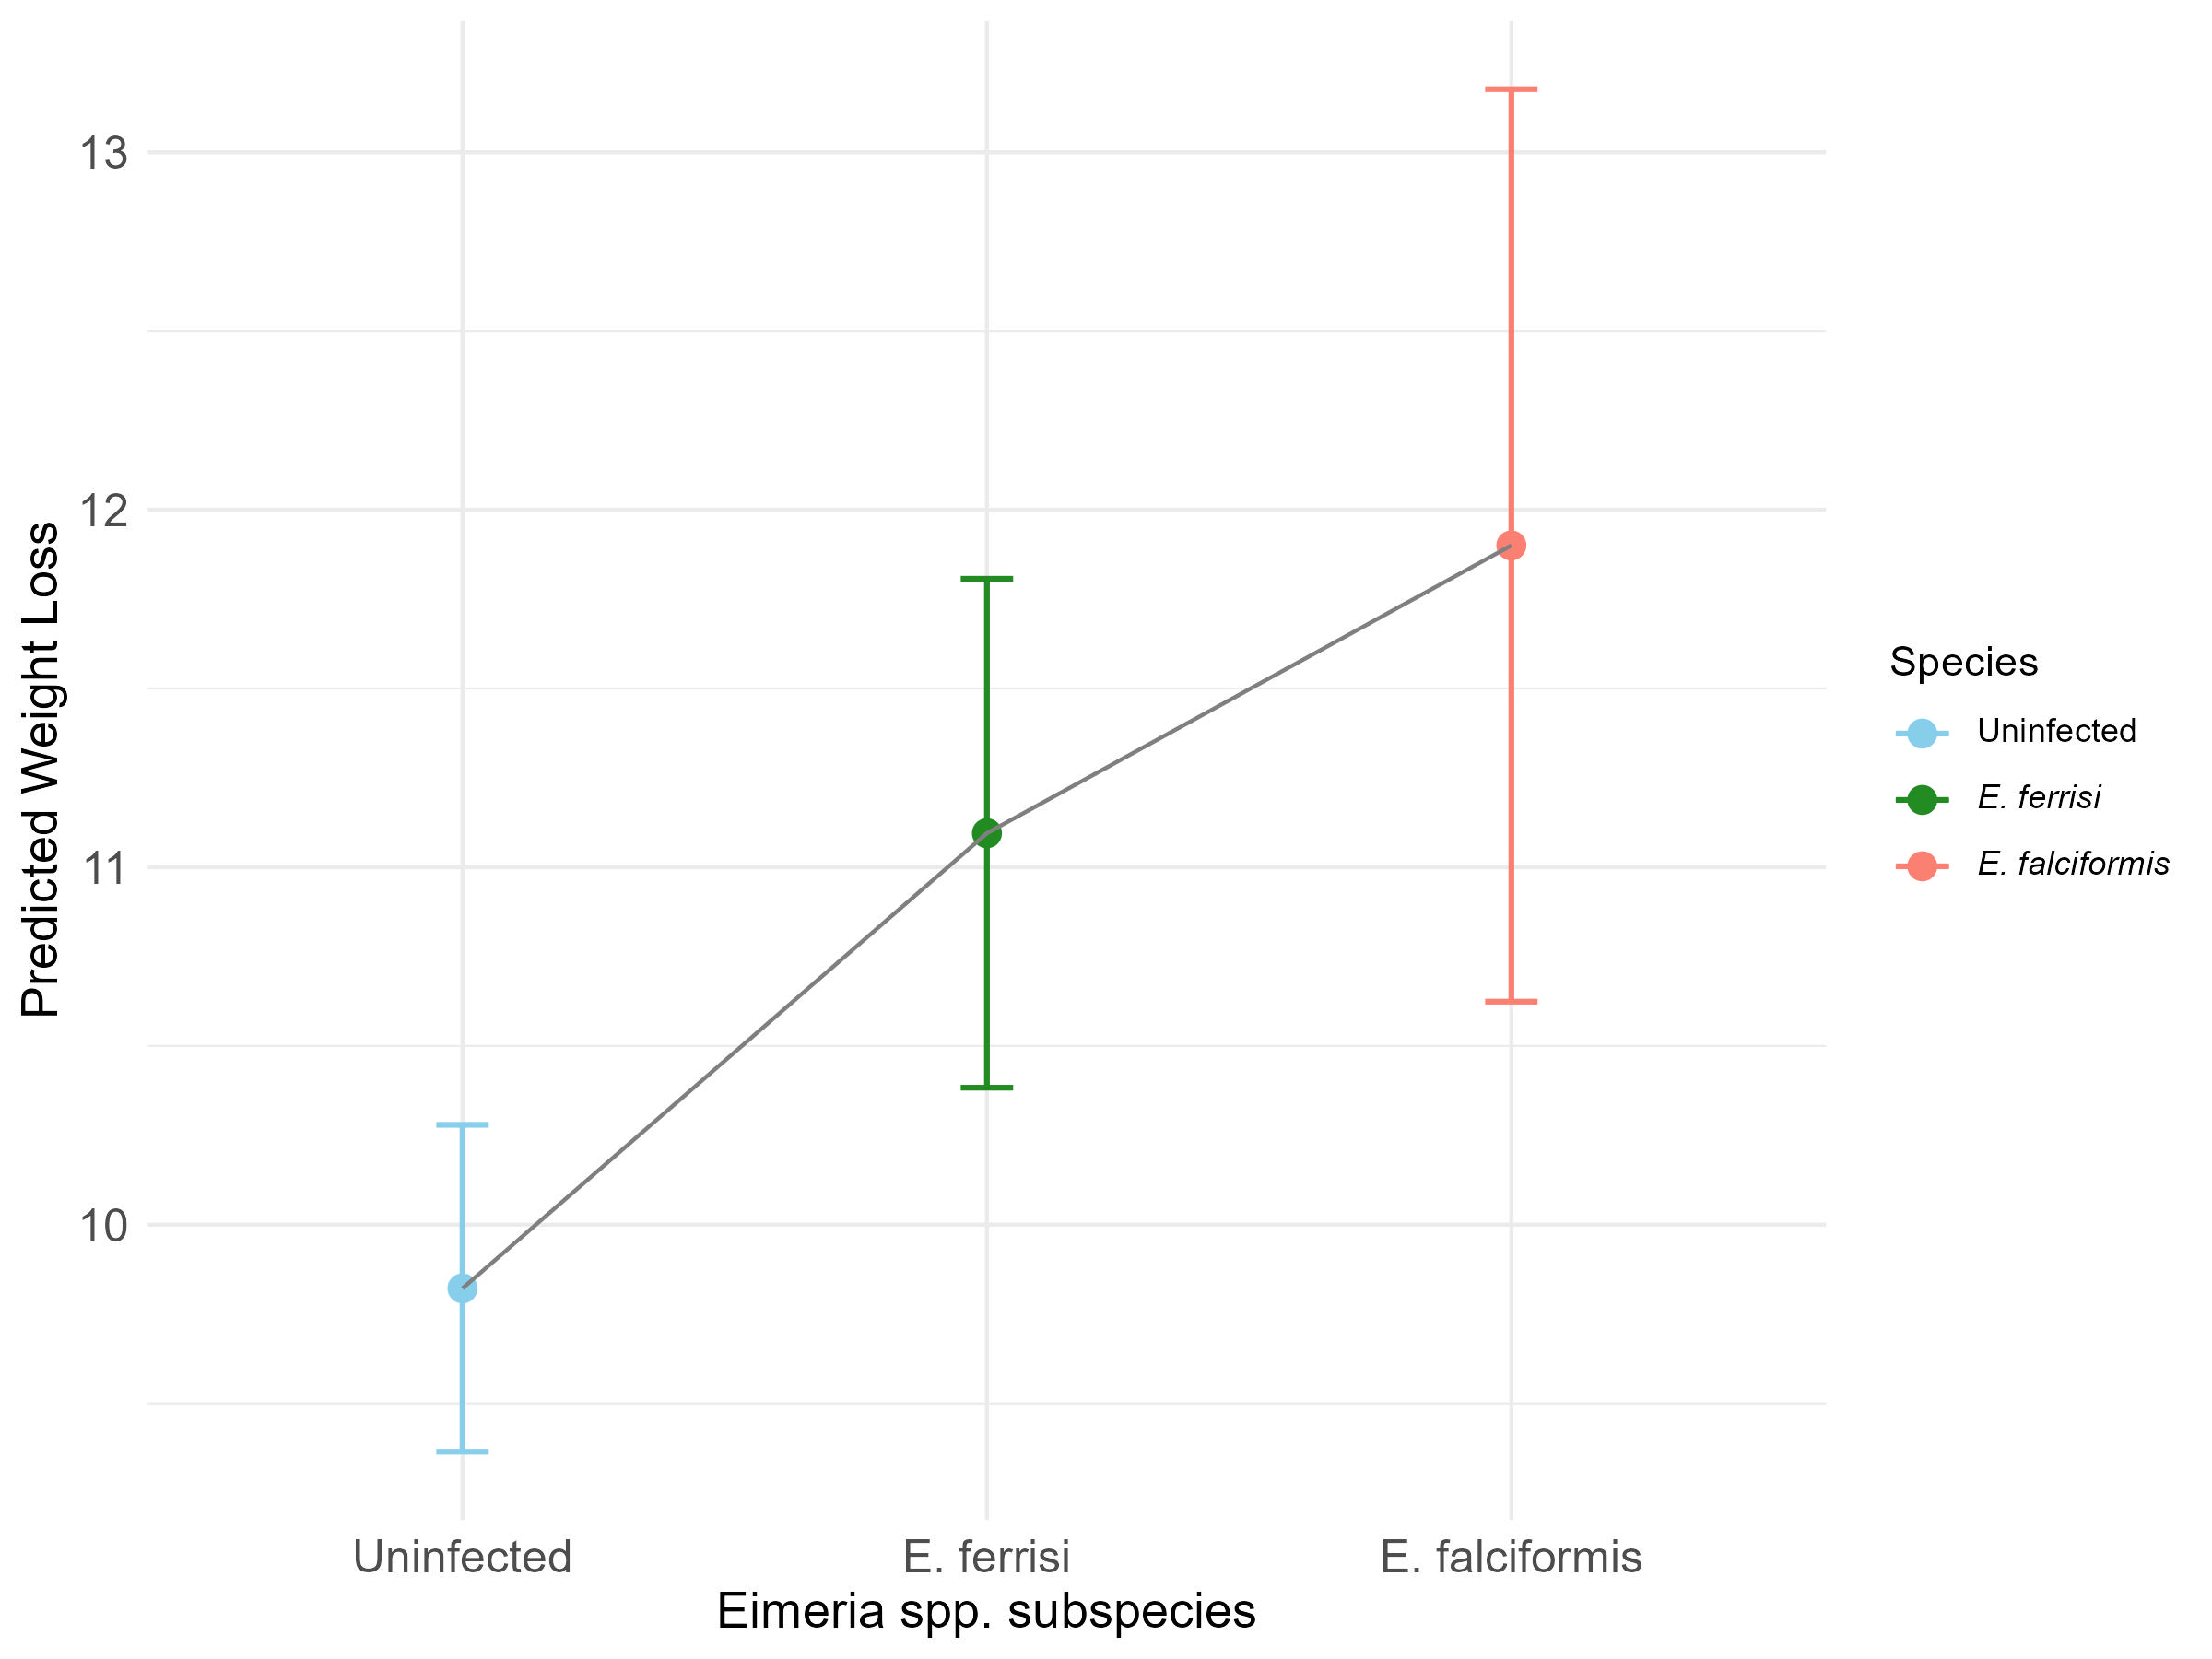 13
12
11
10
Predicted Weight Loss
Uninfected
E. ferrisi
E. falciformis
Eimeria spp. subspecies
Species
Uninfected
E. ferrisi
E. falciformis